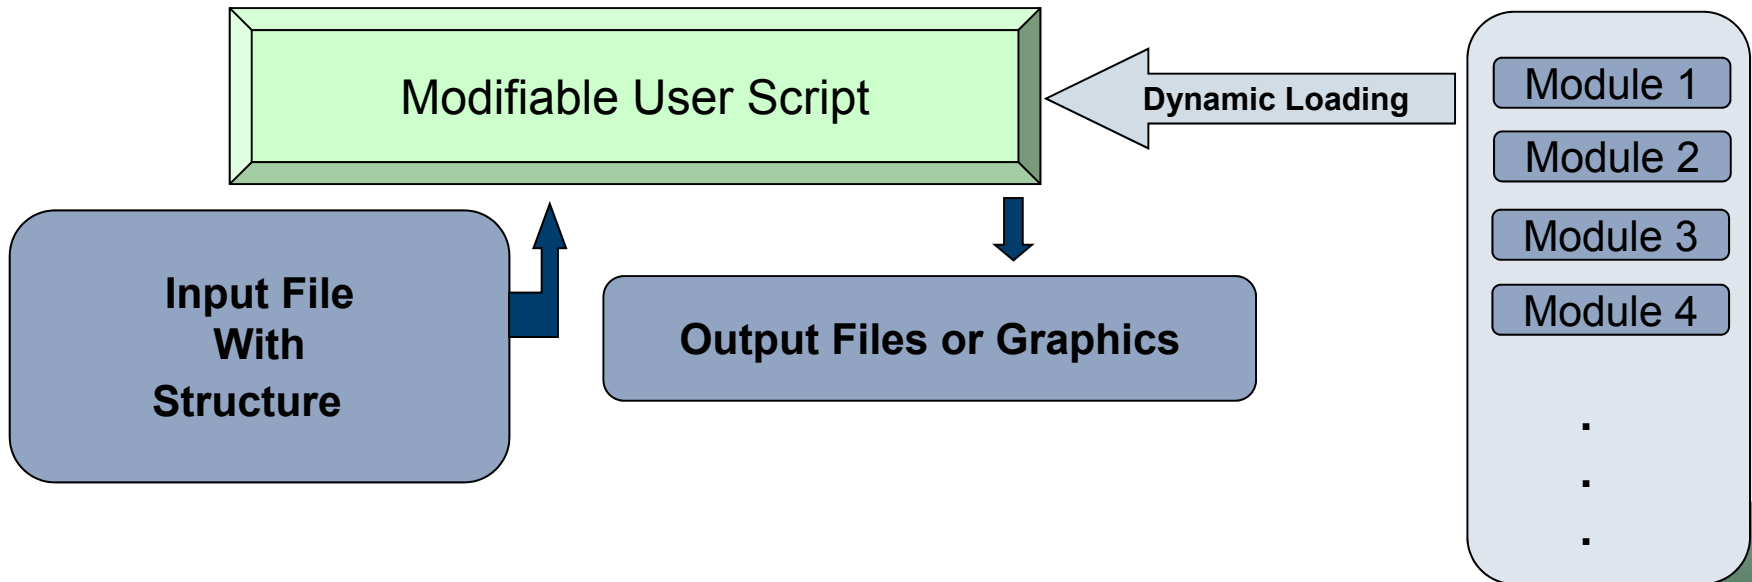 Modifiable User Script
Dynamic Loading
Module 1
Module 2
Module 3
Module 4
.
.
.
Input File
With
Structure
Output Files or Graphics